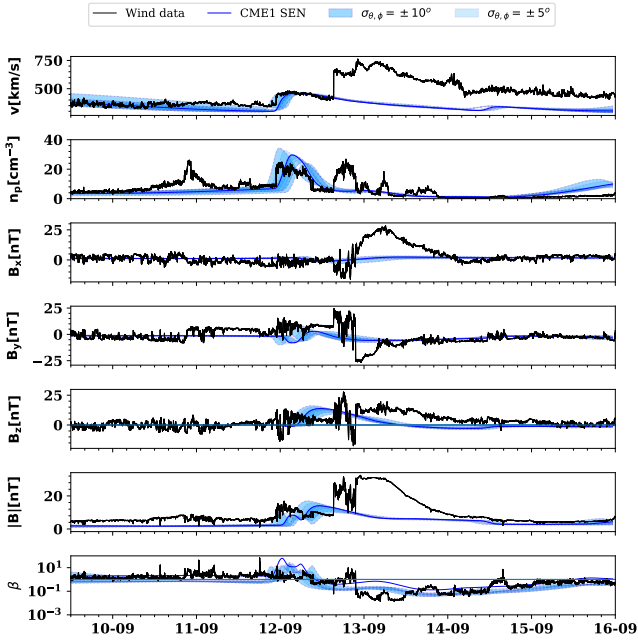 Wind data CME1 SEN σθ,ϕ = ± 10° σθ,ϕ = ± 5°
750
500
v[km/s]
40
20
0
nₚ[cm⁻³]
25
0
Bₓ[nT]
25
0
−25
Bᵧ[nT]
25
0
B_z[nT]
20
0
|B|[nT]
10¹
10⁻¹
10⁻³
β
10-09 11-09 12-09 13-09 14-09 15-09 16-09